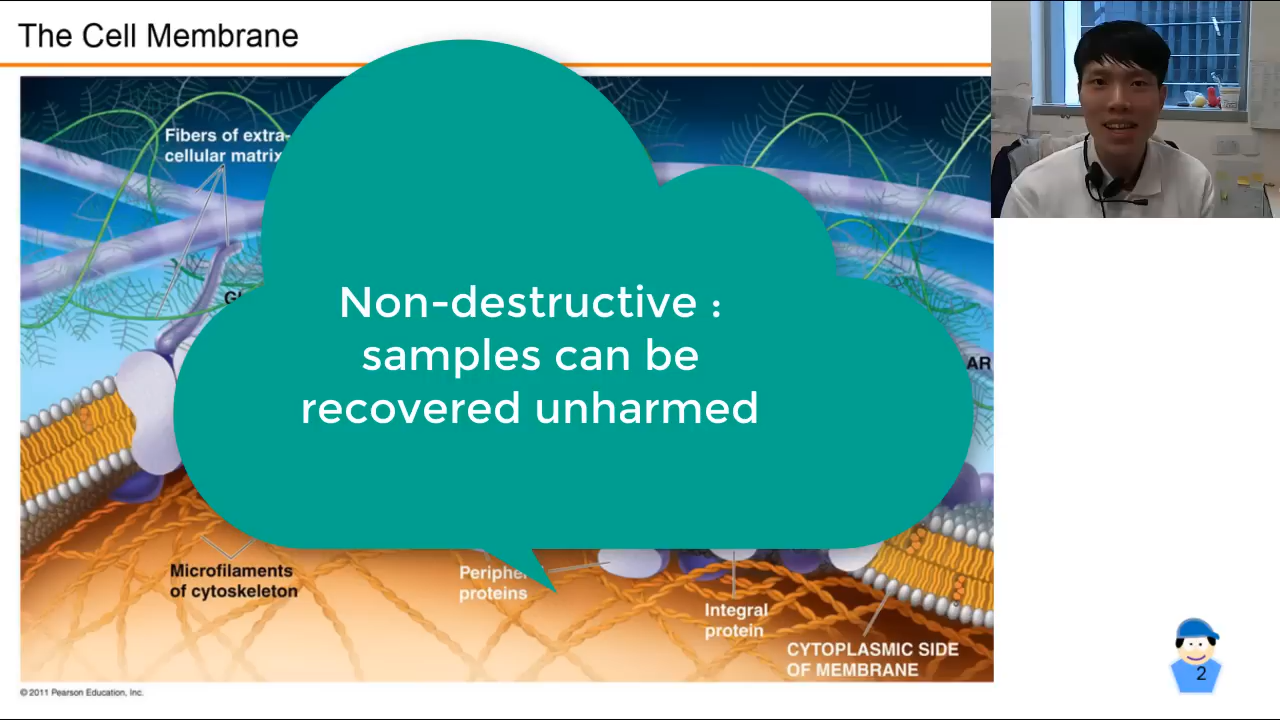 The Cell Membrane
Fibers of extra-
cellular matrix
Non-destructive :
samples can be
recovered unharmed
AR
Microfilaments
of cytoskeleton
proteins
Integral
protein
CYTOPLASMIC SIDE
OF MEMBRANE
© 2011 Pearson Education, Inc.
2